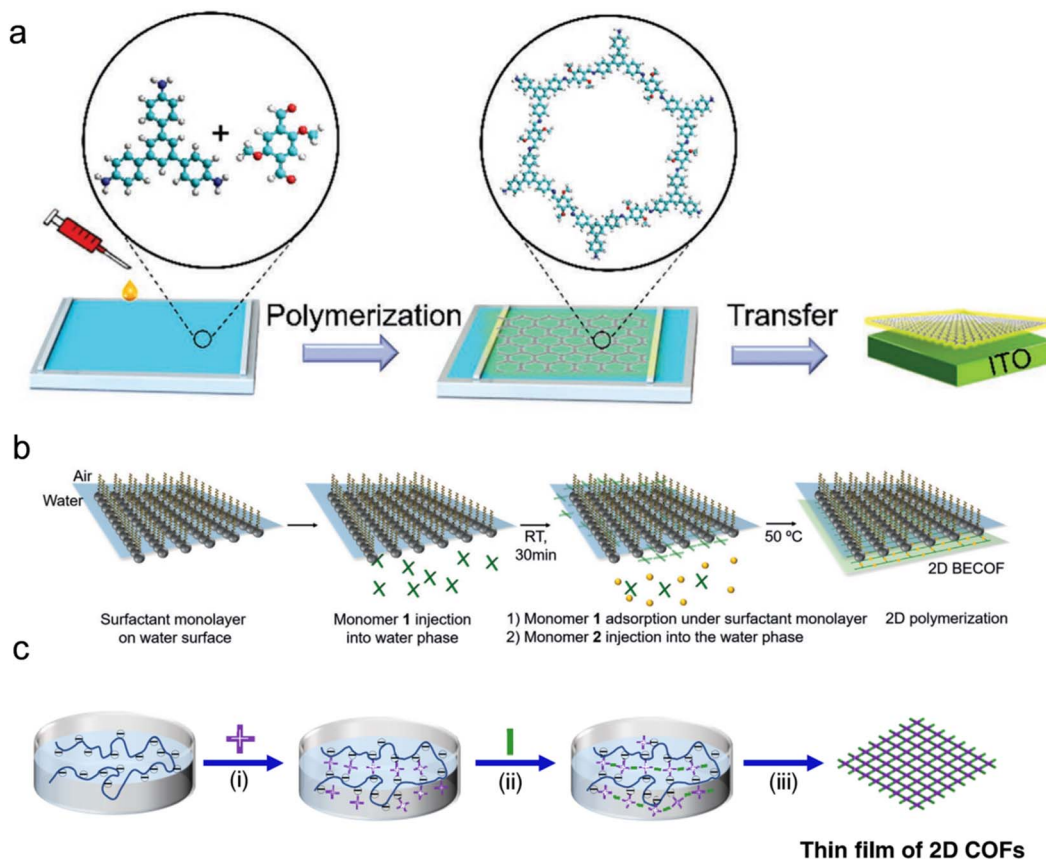 a
+
Polymerization
Transfer
ITO
b
Air
Water
RT,
30min
50 ºC
2D BECOF
Surfactant monolayer
on water surface
Monomer 1 injection
into water phase
1) Monomer 1 adsorption under surfactant monolayer
2) Monomer 2 injection into the water phase
2D polymerization
c
(i)
(ii)
(iii)
Thin film of 2D COFs